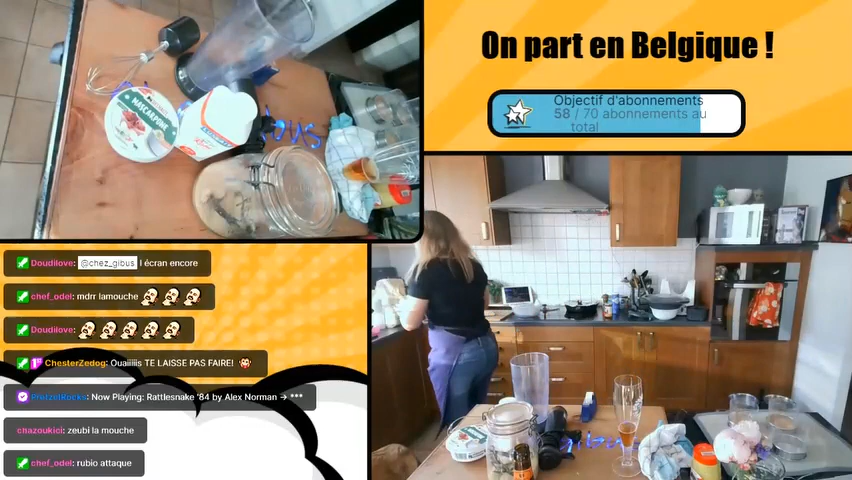 On part en Belgique !
Objectif d'abonnements
58 / 70 abonnements au
total
MASCARPONE
Doudilove: @chez_gibus l écran encore
chef_odel: mdrr lamouche
Doudilove:
ChesterZedog: Ouaiiiiis TE LAISSE PAS FAIRE!
PretzelRocks: Now Playing: Rattlesnake '84 by Alex Norman -> ***
chazoukici: zeubi la mouche
chef_odel: rubio attaque